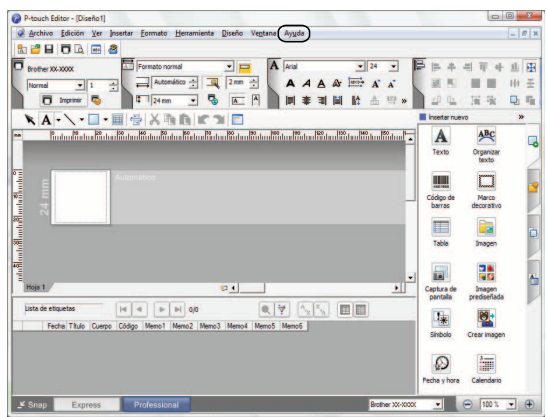 P-touch Editor - [Diseño1]
Archivo Edición Ver Insertar Formato Herramienta Diseño Ventana Ayuda
Brother XX-XXXX
Normal 1
Imprimir
Formato normal
Automático 2 mm
24 mm
Arial 24
Insertar nuevo
Texto
Organizar texto
Código de barras
Marco decorativo
Tabla
Imagen
Captura de pantalla
Imagen prediseñada
Símbolo
Crear imagen
Fecha y hora
Calendario
24 mm
Automático
Hoja 1
Lista de etiquetas 0/0
Fecha Título Cuerpo Código Memo1 Memo2 Memo3 Memo4 Memo5 Memo6
Snap Express Professional Brother XX-XXXX 100 %